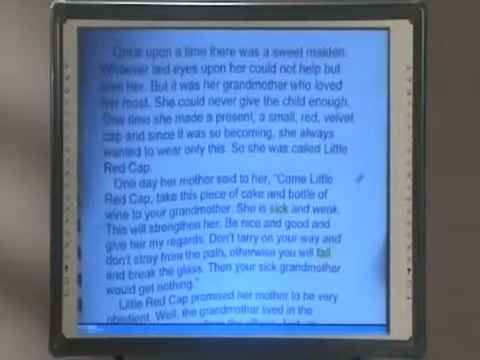 Once upon a time there was a sweet maiden.
Whoever laid eyes upon her could not help but
love her. But it was her grandmother who loved
her most. She could never give the child enough.
One time she made a present, a small, red, velvet
cap and since it was so becoming, she always
wanted to wear only this. So she was called Little
Red Cap.
One day her mother said to her, "Come Little
Red Cap, take this piece of cake and bottle of
wine to your grandmother. She is sick and weak.
This will strengthen her. Be nice and good and
give her my regards. Don't tarry on your way and
don't stray from the path, otherwise you will fall
and break the glass. Then your sick grandmother
would get nothing."
Little Red Cap promised her mother to be very
obedient. Well, the grandmother lived in the